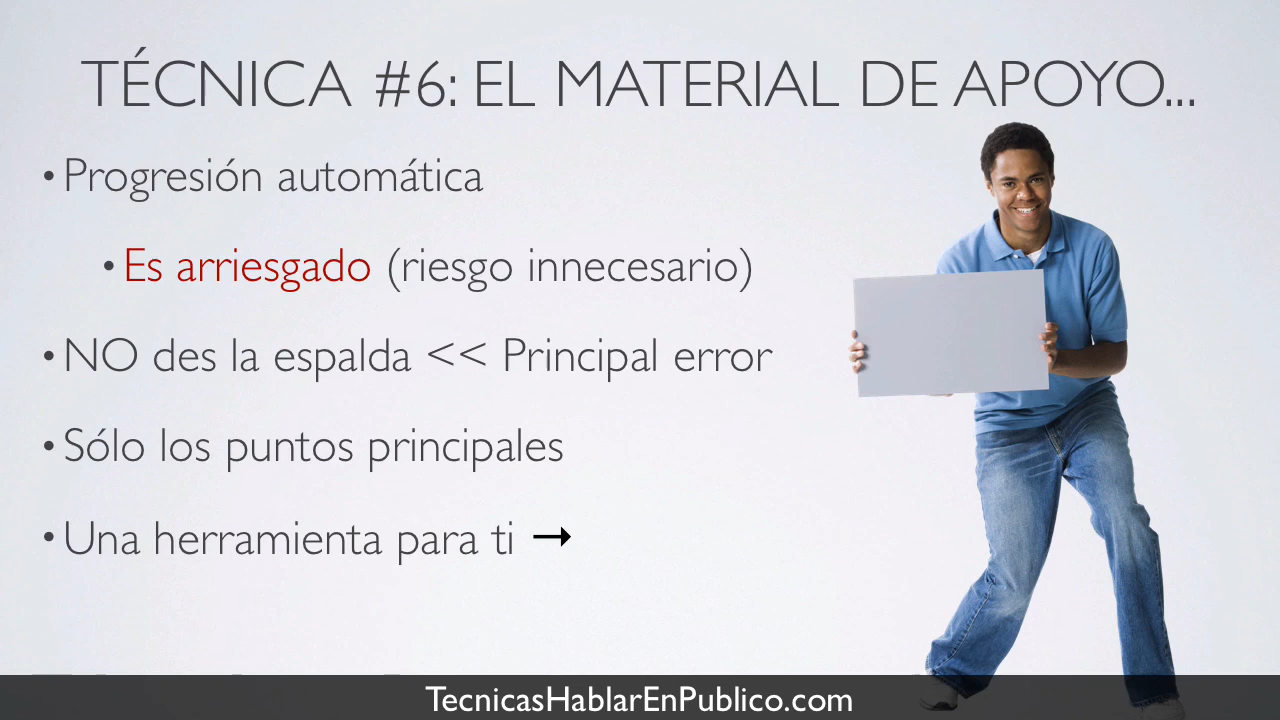 TÉCNICA #6: EL MATERIAL DE APOYO...
• Progresión automática
• Es arriesgado (riesgo innecesario)
• NO des la espalda << Principal error
• Sólo los puntos principales
• Una herramienta para ti →
TecnicasHablarEnPublico.com